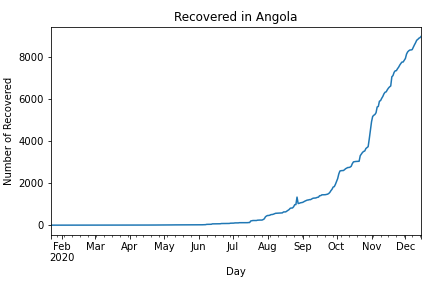 Recovered in Angola
Number of Recovered
8000
6000
4000
2000
0
Feb Mar Apr May Jun Jul Aug Sep Oct Nov Dec
2020
Day